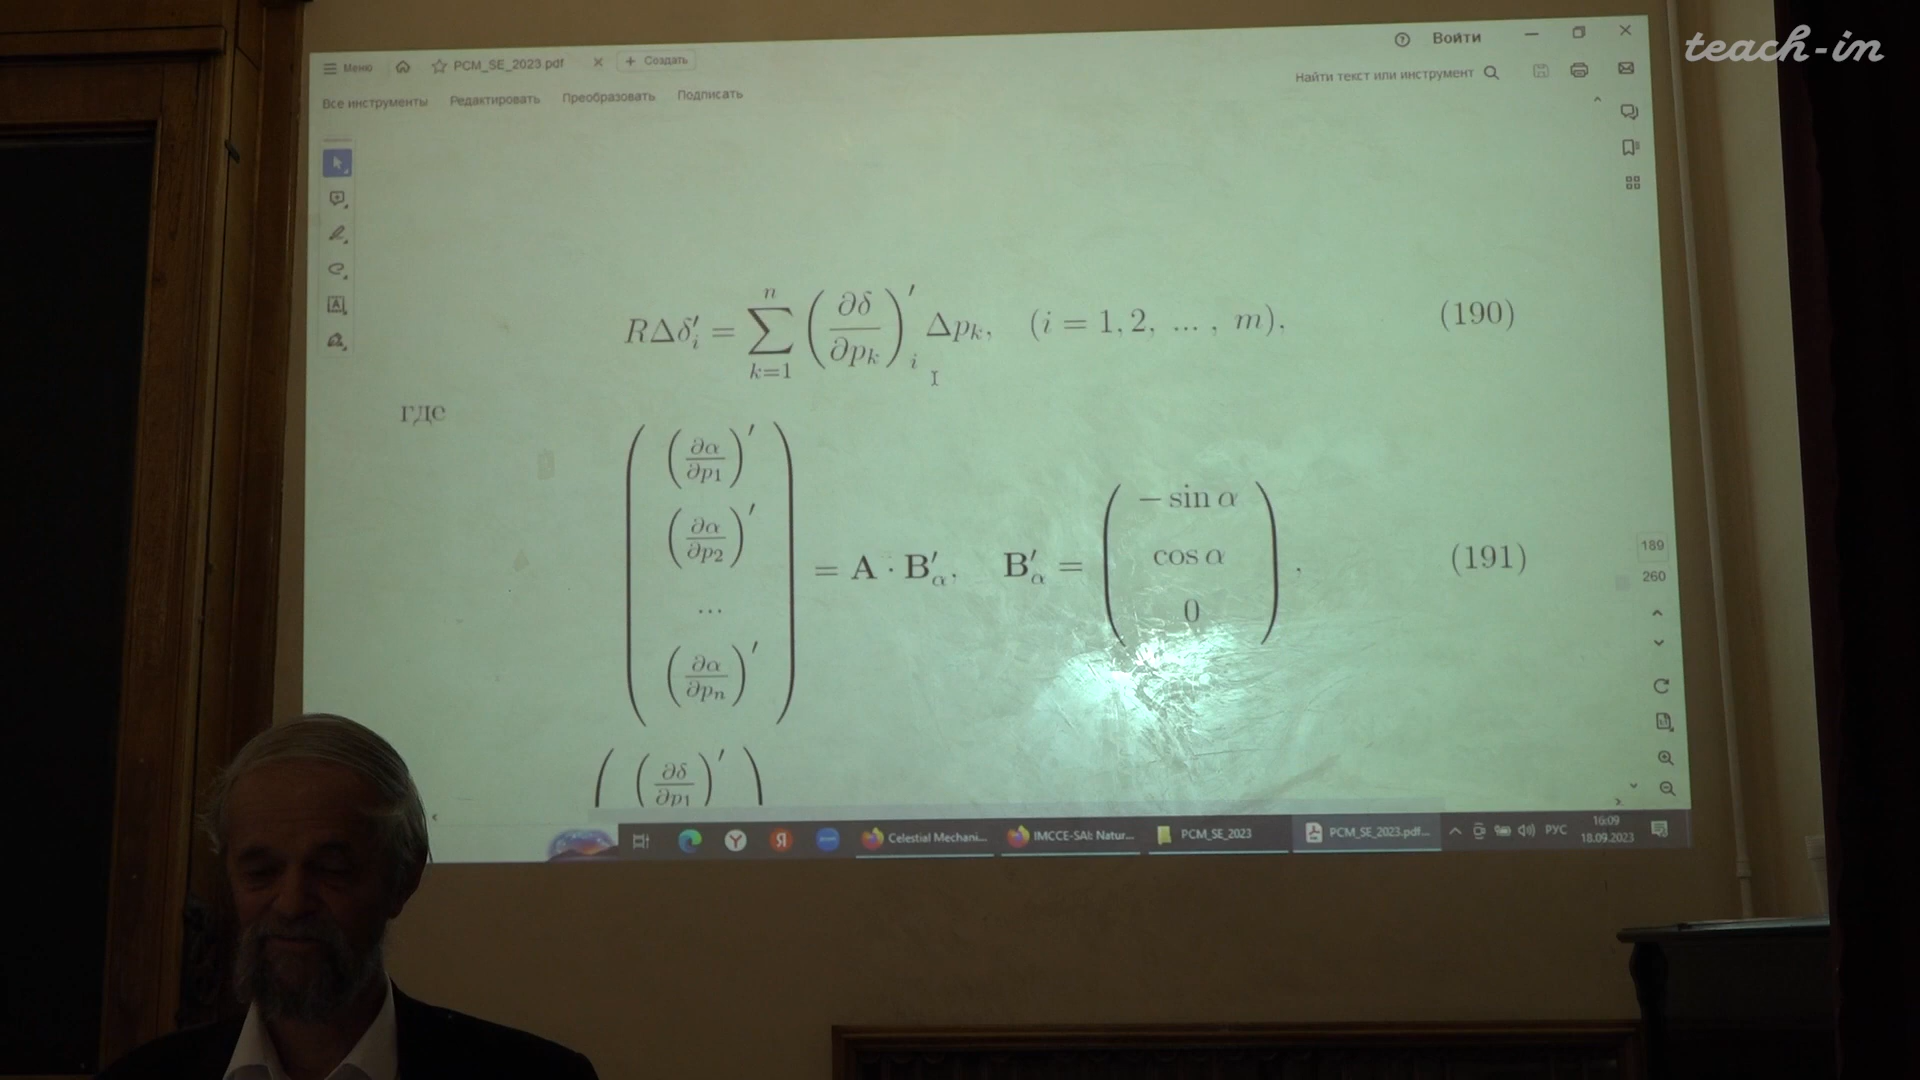 teach-in
Войти
Меню
PCM_SE_2023.pdf
+ Создать
Найти текст или инструмент
Все инструменты Редактировать Преобразовать Подписать
RΔδ′ᵢ = ∑ₖ₌₁ⁿ (∂δ/∂pₖ)′ᵢ Δpₖ, (i = 1, 2, ... , m). (190)
где
( (∂α/∂p₁)′ (∂α/∂p₂)′ ... (∂α/∂pₙ)′ ) = A · B′α, B′α = ( − sin α cos α 0 ) . (191)
( (∂δ/∂p₁)′ )
189
260
Celestial Mechani...
IMCCE-SAI: Natur...
PCM_SE_2023
PCM_SE_2023.pdf...
РУС
16:09
18.09.2023